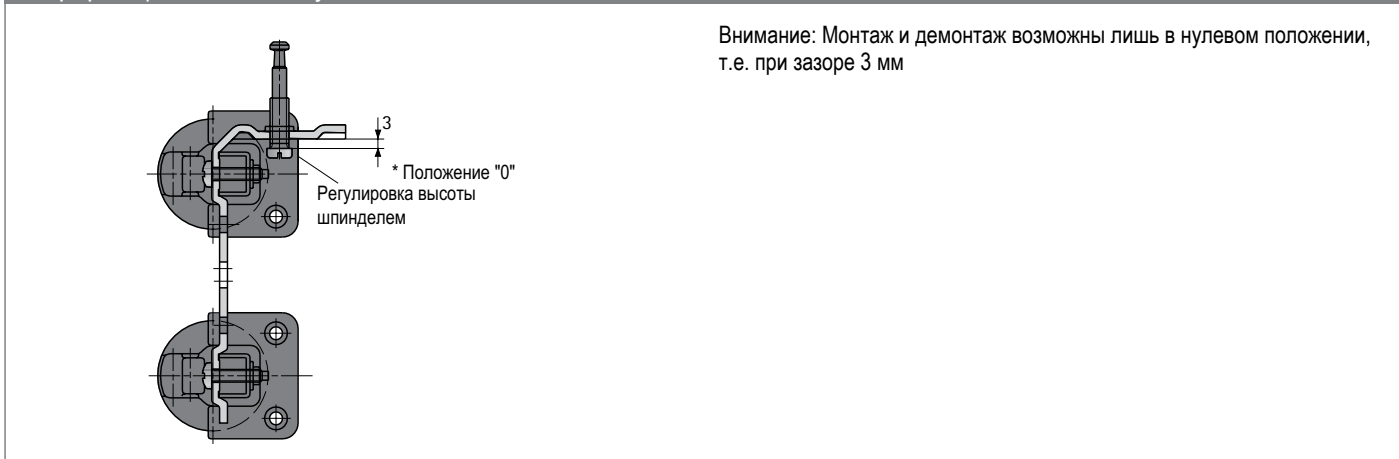 Внимание: Монтаж и демонтаж возможны лишь в нулевом положении,
т.е. при зазоре 3 мм
3
* Положение "0"
Регулировка высоты
шпинделем